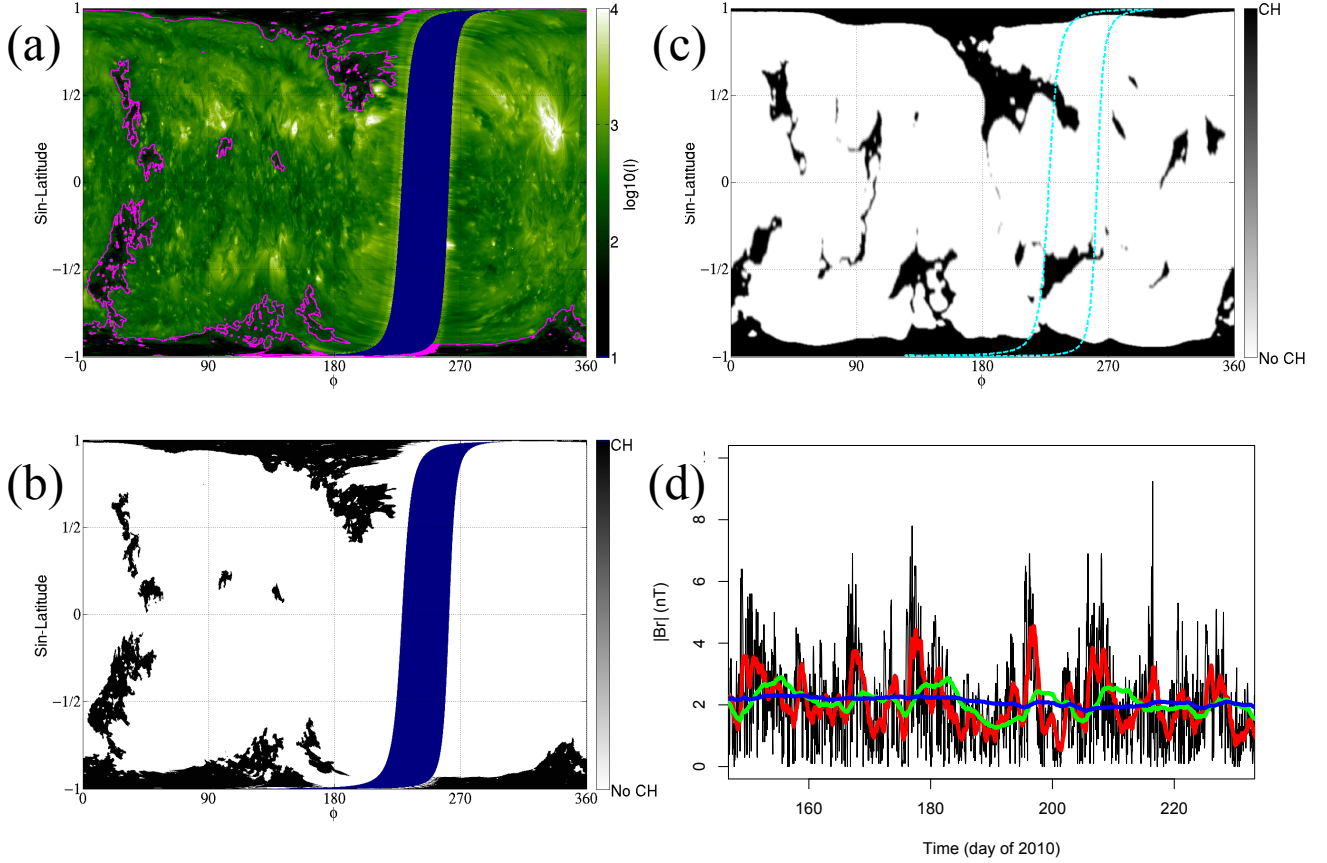 (a)
1
1/2
0
−1/2
−1
Sin-Latitude
0
90
180
270
360
ϕ
4
3
2
1
log10(I)
(c)
1
1/2
0
−1/2
−1
Sin-Latitude
0
90
180
270
360
ϕ
CH
No CH
(b)
1
1/2
0
−1/2
−1
Sin-Latitude
0
90
180
270
360
ϕ
CH
No CH
(d)
8
6
4
2
0
|Br| (nT)
160
180
200
220
Time (day of 2010)